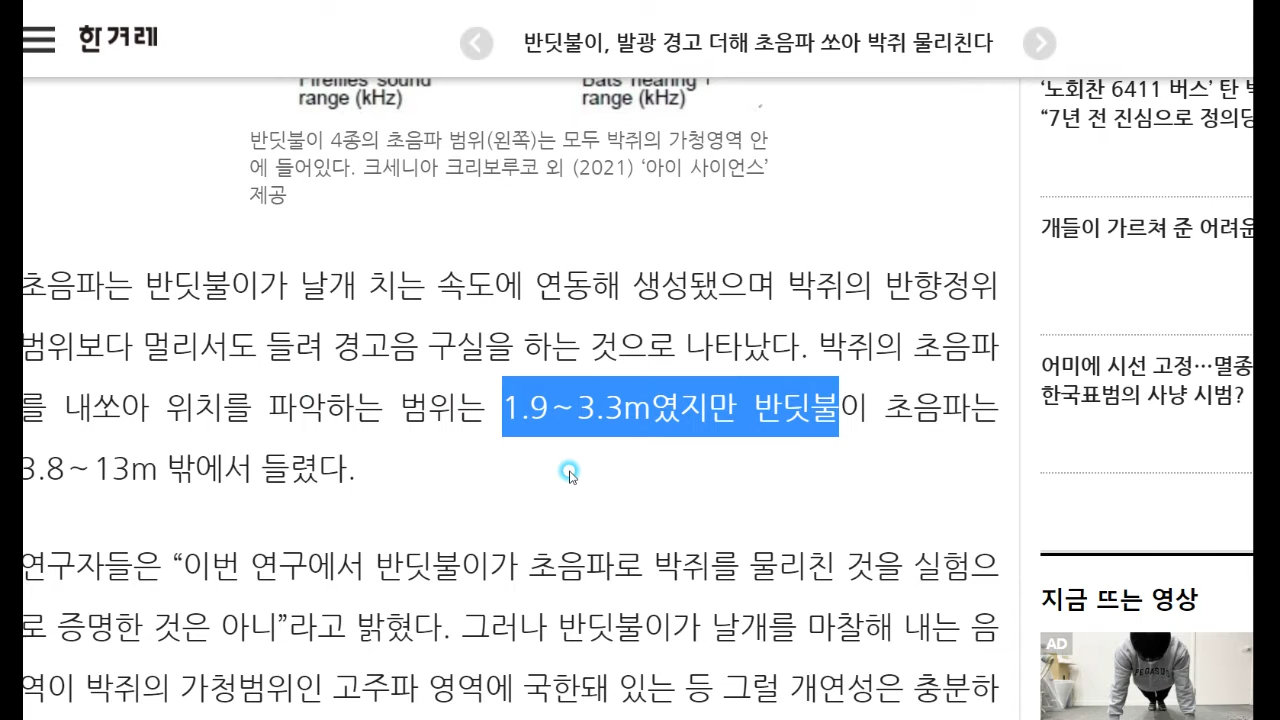 한겨레
반딧불이, 발광 경고 더해 초음파 쏘아 박쥐 물리친다
Fireflies' sound
range (kHz)
Bats' hearing
range (kHz)
반딧불이 4종의 초음파 범위(왼쪽)는 모두 박쥐의 가청영역 안
에 들어있다. 크세니아 크리보루코 외 (2021) ‘아이 사이언스’
제공
초음파는 반딧불이가 날개 치는 속도에 연동해 생성됐으며 박쥐의 반향정위
범위보다 멀리서도 들려 경고음 구실을 하는 것으로 나타났다. 박쥐의 초음파
를 내쏘아 위치를 파악하는 범위는 1.9～3.3m였지만 반딧불이 초음파는
3.8～13m 밖에서 들렸다.
연구자들은 “이번 연구에서 반딧불이가 초음파로 박쥐를 물리친 것을 실험으
로 증명한 것은 아니”라고 밝혔다. 그러나 반딧불이가 날개를 마찰해 내는 음
역이 박쥐의 가청범위인 고주파 영역에 국한돼 있는 등 그럴 개연성은 충분하
‘노회찬 6411 버스’ 탄
“7년 전 진심으로 정의당
개들이 가르쳐 준 어려운
어미에 시선 고정…멸종
한국표범의 사냥 시범?
지금 뜨는 영상
AD